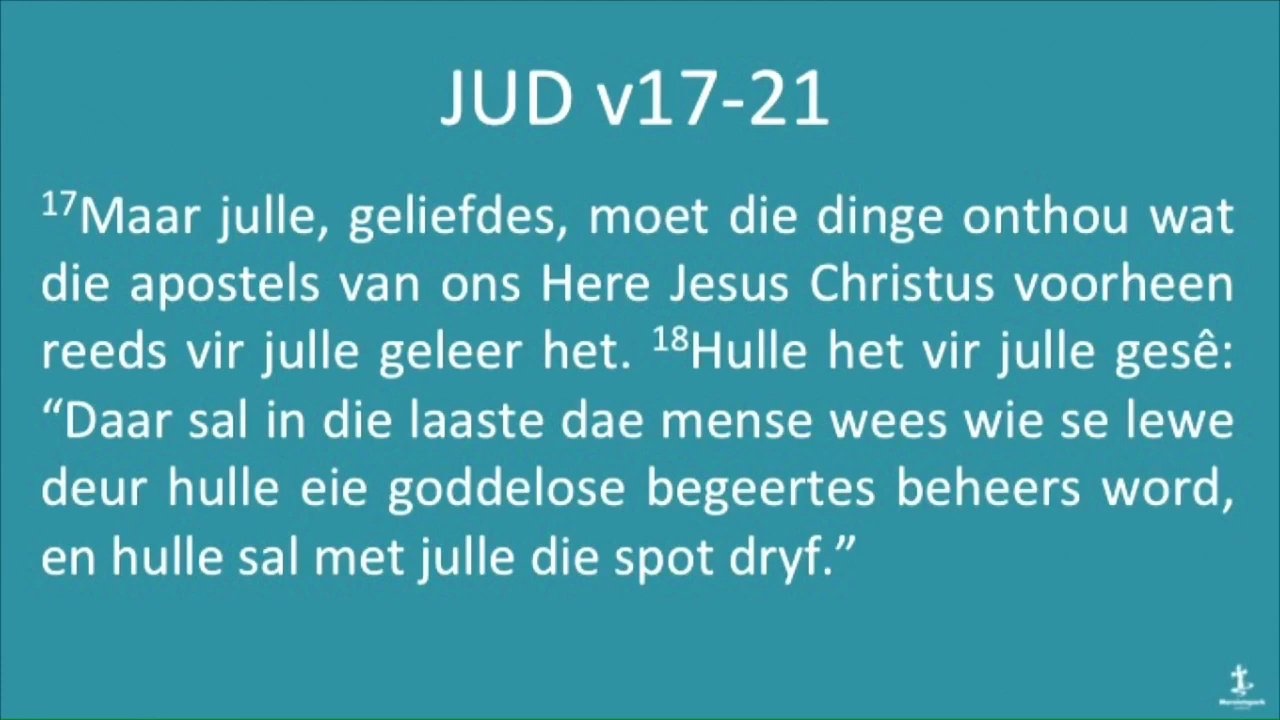 JUD v17-21
¹⁷Maar julle, geliefdes, moet die dinge onthou wat
die apostels van ons Here Jesus Christus voorheen
reeds vir julle geleer het. ¹⁸Hulle het vir julle gesê:
“Daar sal in die laaste dae mense wees wie se lewe
deur hulle eie goddelose begeertes beheers word,
en hulle sal met julle die spot dryf.”